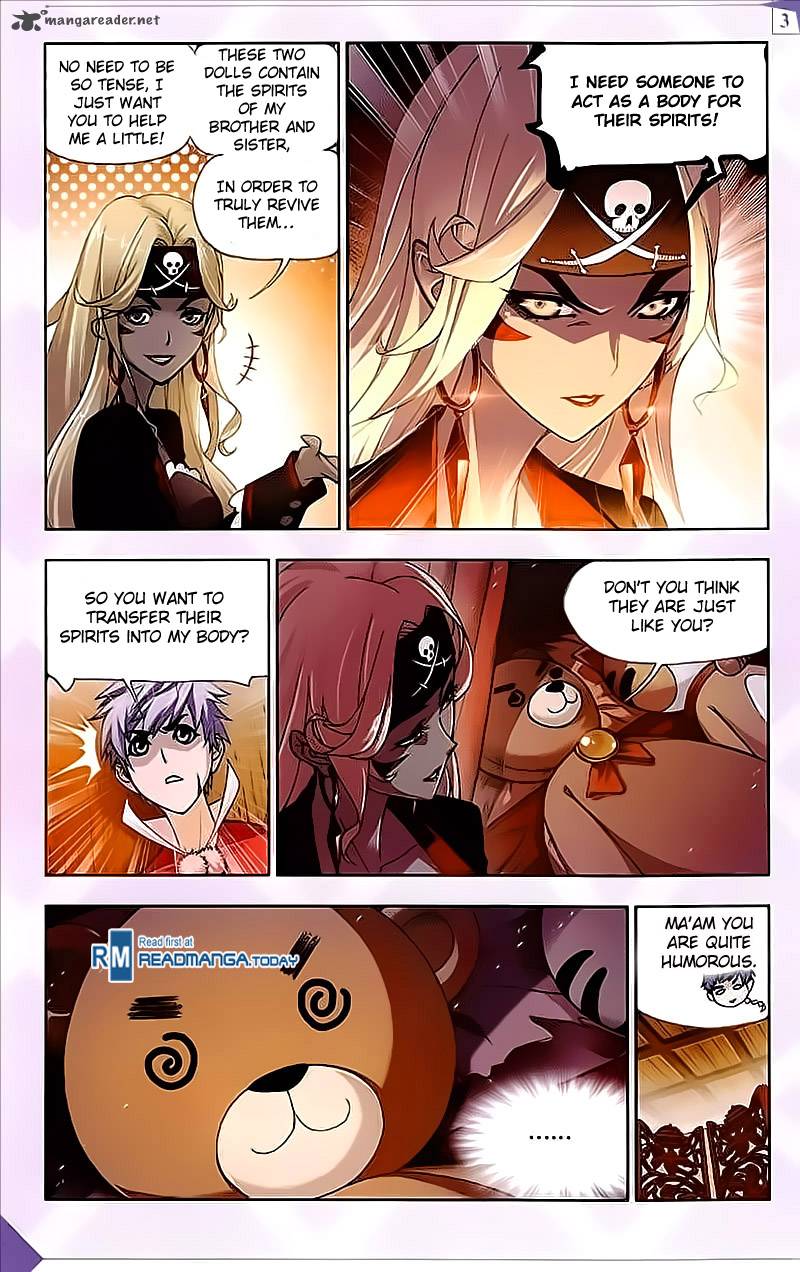 mangareader.net
3
NO NEED TO BE
SO TENSE, I
JUST WANT
YOU TO HELP
ME A LITTLE!
THESE TWO
DOLLS CONTAIN
THE SPIRITS
OF MY
BROTHER AND
SISTER,
IN ORDER TO
TRULY REVIVE
THEM...
I NEED SOMEONE TO
ACT AS A BODY FOR
THEIR SPIRITS!
SO YOU WANT TO
TRANSFER THEIR
SPIRITS INTO MY BODY?
DON'T YOU THINK
THEY ARE JUST
LIKE YOU?
RM Read first at
READMANGA.TODAY
......
MA'AM YOU
ARE QUITE
HUMOROUS.